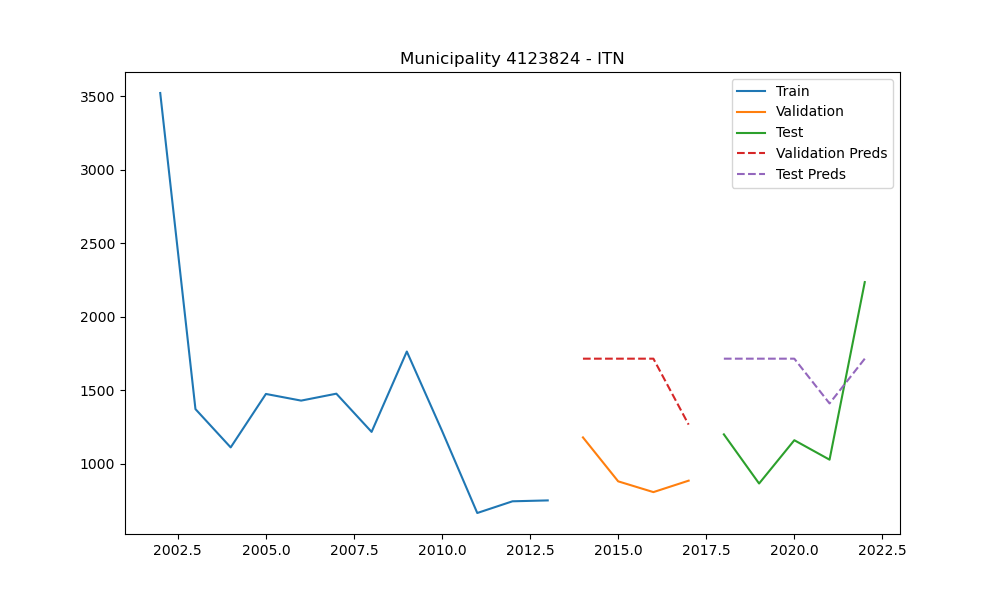 Municipality 4123824 - ITN
3500
3000
2500
2000
1500
1000
Train
Validation
Test
Validation Preds
Test Preds
2002.5 2005.0 2007.5 2010.0 2012.5 2015.0 2017.5 2020.0 2022.5